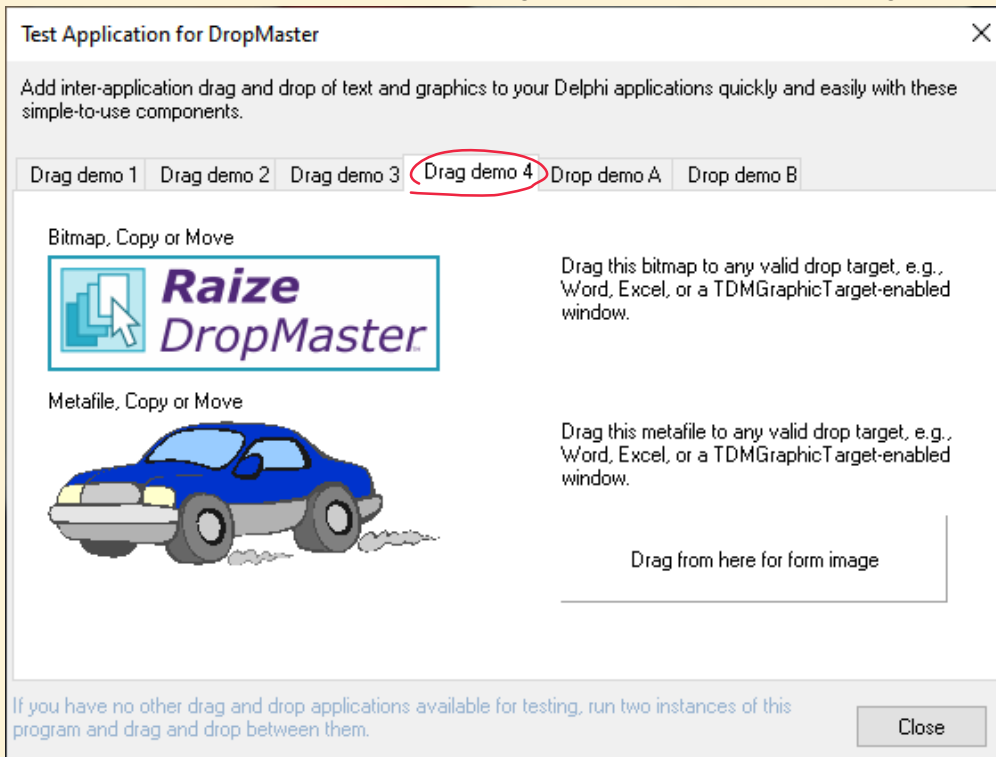 Test Application for DropMaster
Add inter-application drag and drop of text and graphics to your Delphi applications quickly and easily with these
simple-to-use components.
Drag demo 1 Drag demo 2 Drag demo 3 Drag demo 4 Drop demo A Drop demo B
Bitmap, Copy or Move
Raize
DropMaster
Drag this bitmap to any valid drop target, e.g.,
Word, Excel, or a TDMGraphicTarget-enabled
window.
Metafile, Copy or Move
Drag this metafile to any valid drop target, e.g.,
Word, Excel, or a TDMGraphicTarget-enabled
window.
Drag from here for form image
If you have no other drag and drop applications available for testing, run two instances of this
program and drag and drop between them.
Close